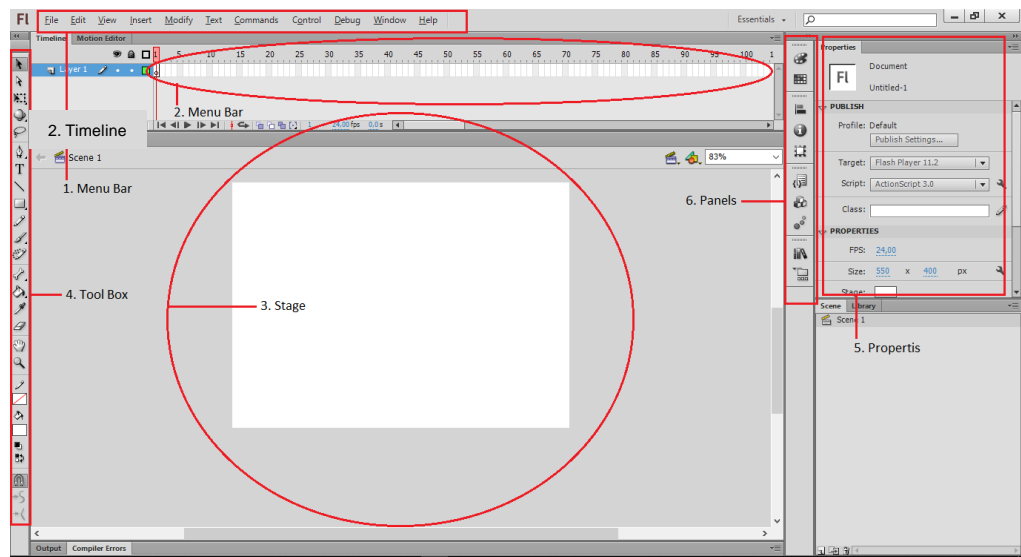 Fl File Edit View Insert Modify Text Commands Control Debug Window Help Essentials
Timeline Motion Editor
1 5 10 15 20 25 30 35 40 45 50 55 60 65 70 75 80 85 90 95 100 1
Layer 1
2. Menu Bar
2. Timeline
1 24,00 fps 0,0 s
Scene 1 83%
1. Menu Bar
6. Panels
4. Tool Box
3. Stage
Output Compiler Errors
Properties
Fl
Document
Untitled-1
PUBLISH
Profile: Default
Publish Settings...
Target: Flash Player 11.2
Script: ActionScript 3.0
Class:
PROPERTIES
FPS: 24,00
Size: 550 x 400 px
Stage:
Scene Library
Scene 1
5. Propertis